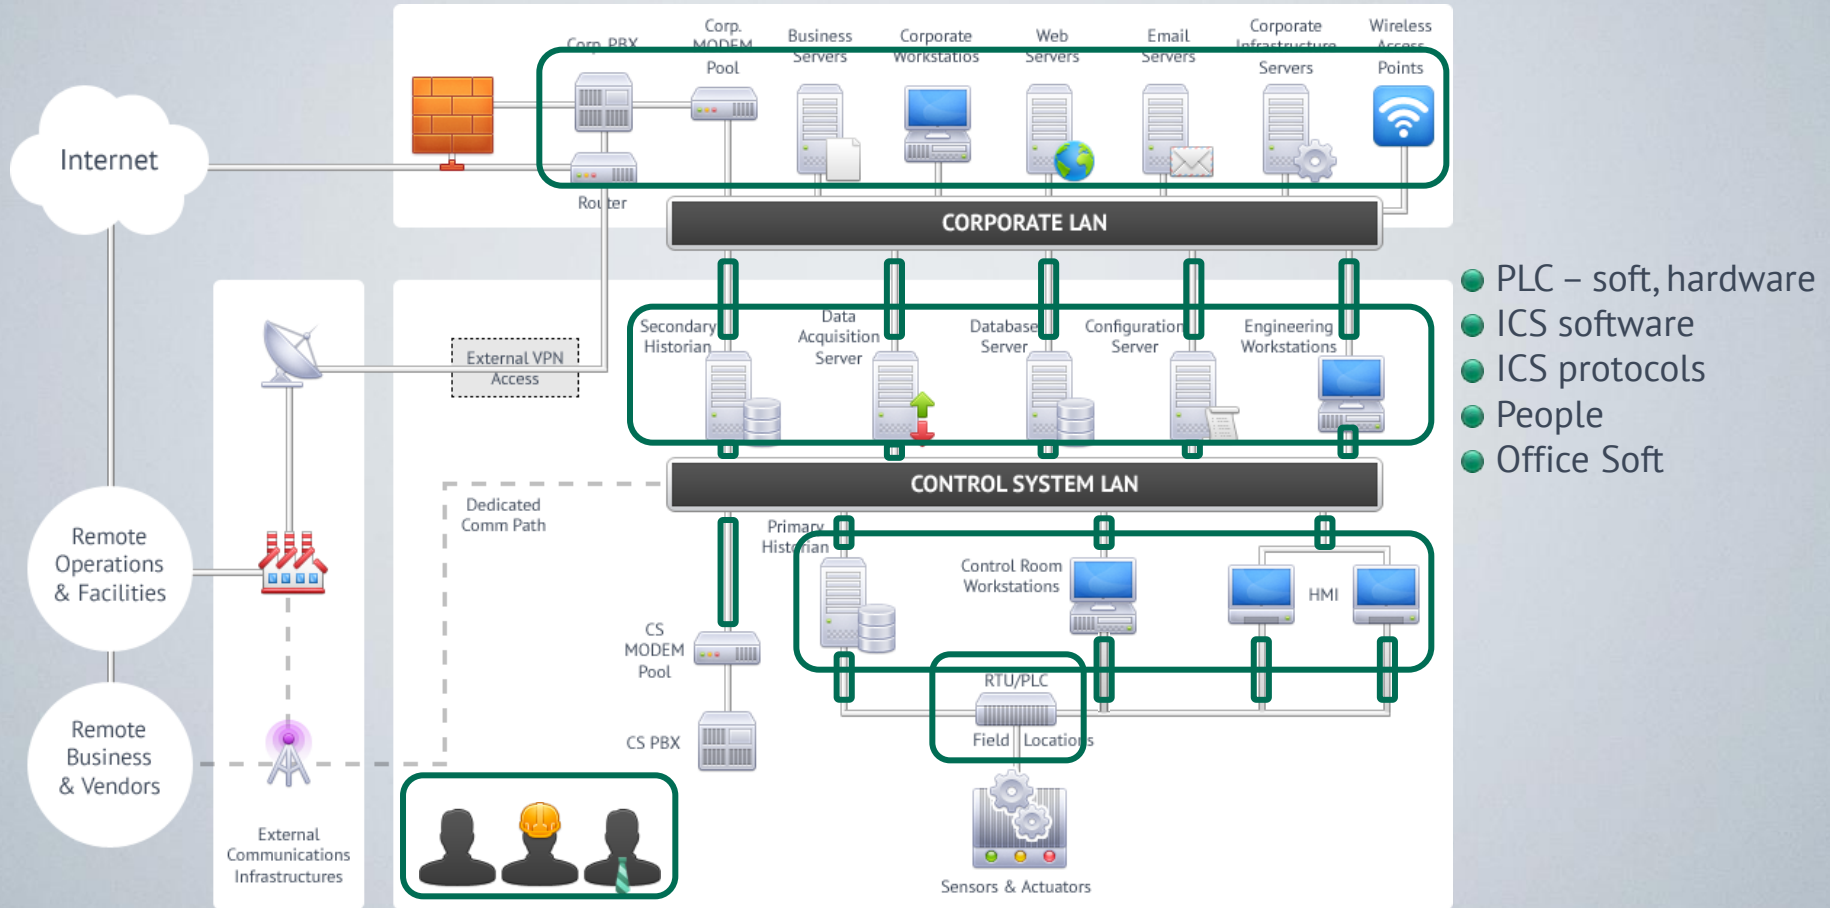 Corp. PBX
Corp.
MODEM
Pool
Business
Servers
Corporate
Workstatios
Web
Servers
Email
Servers
Corporate
Infrastructure
Servers
Wireless
Access
Points
Internet
Router
CORPORATE LAN
External VPN
Access
Secondary
Historian
Data
Acquisition
Server
Database
Server
Configuration
Server
Engineering
Workstations
PLC – soft, hardware
ICS software
ICS protocols
People
Office Soft
CONTROL SYSTEM LAN
Dedicated
Comm Path
Remote
Operations
& Facilities
Primary
Historian
Control Room
Workstations
HMI
CS
MODEM
Pool
RTU/PLC
Field Locations
CS PBX
Remote
Business
& Vendors
External
Communications
Infrastructures
Sensors & Actuators